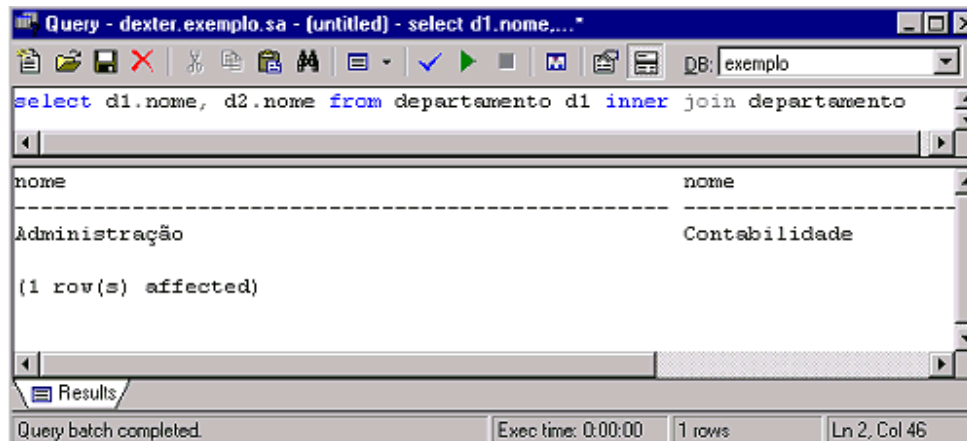 Query - dexter.exemplo.sa - (untitled) - select d1.nome,...*
DB: exemplo
select d1.nome, d2.nome from departamento d1 inner join departamento
nome nome
-------------------------------------------------- --------------------
Administração Contabilidade
(1 row(s) affected)
Results
Query batch completed. Exec time: 0:00:00 1 rows Ln 2, Col 46